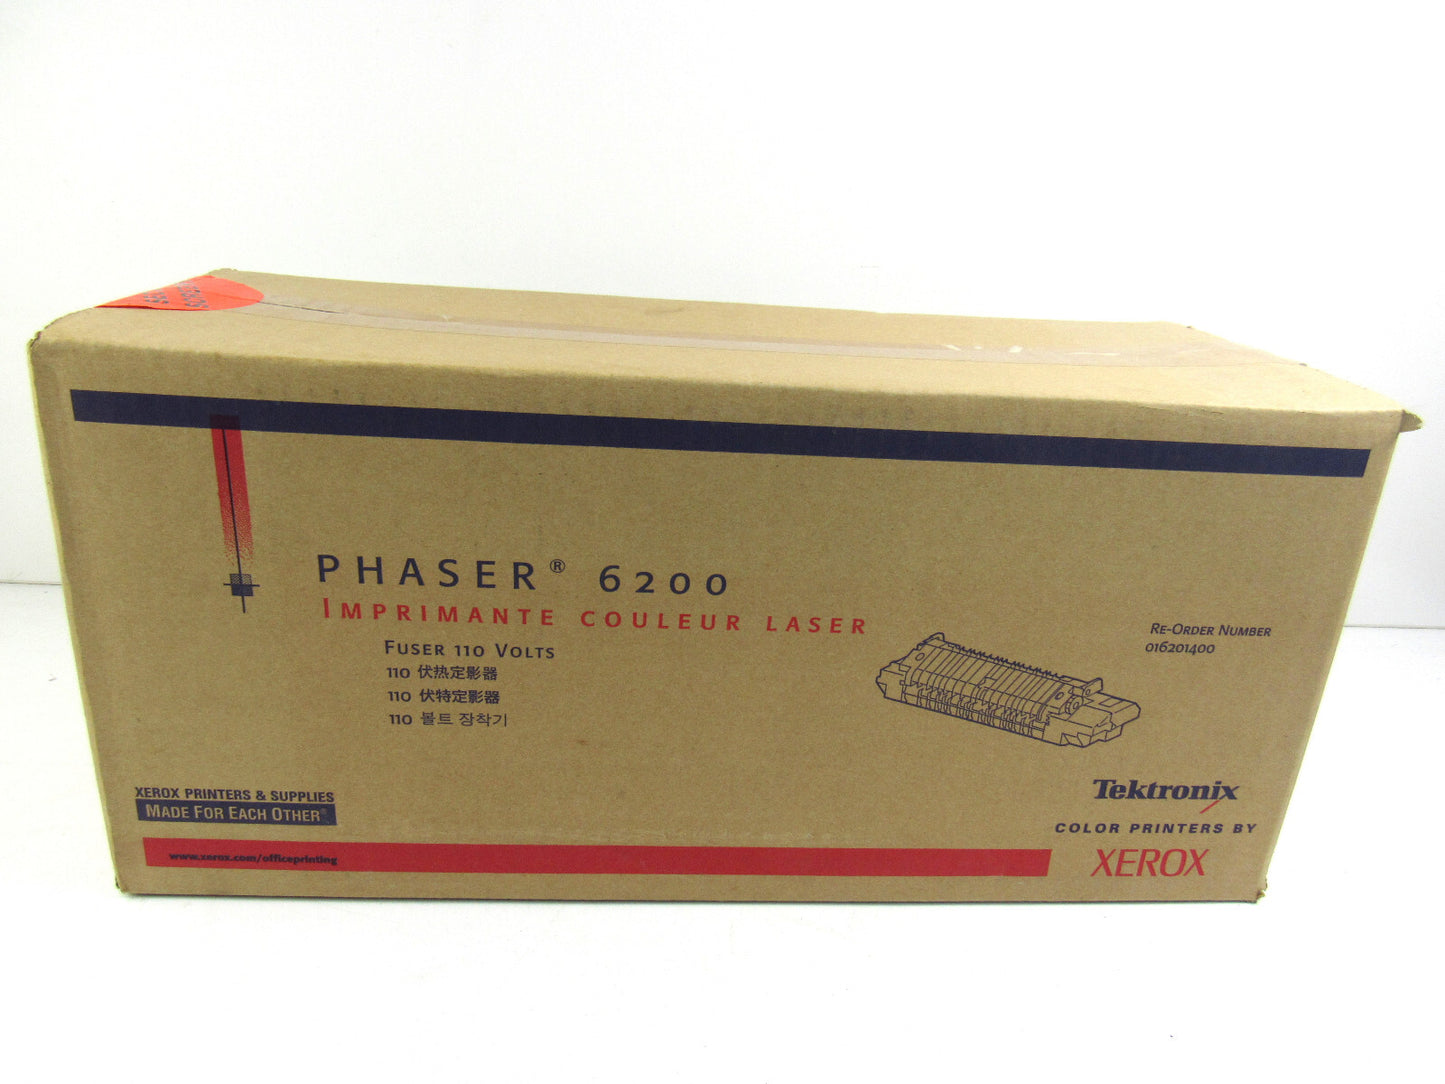 PHASER® 6200
IMPRIMANTE COULEUR LASER
FUSER 110 VOLTS
110 伏热定影器
110 伏特定影器
110 볼트 장착기
RE-ORDER NUMBER
016201400
XEROX PRINTERS & SUPPLIES
MADE FOR EACH OTHER®
www.xerox.com/officeprinting
Tektronix
COLOR PRINTERS BY
XEROX